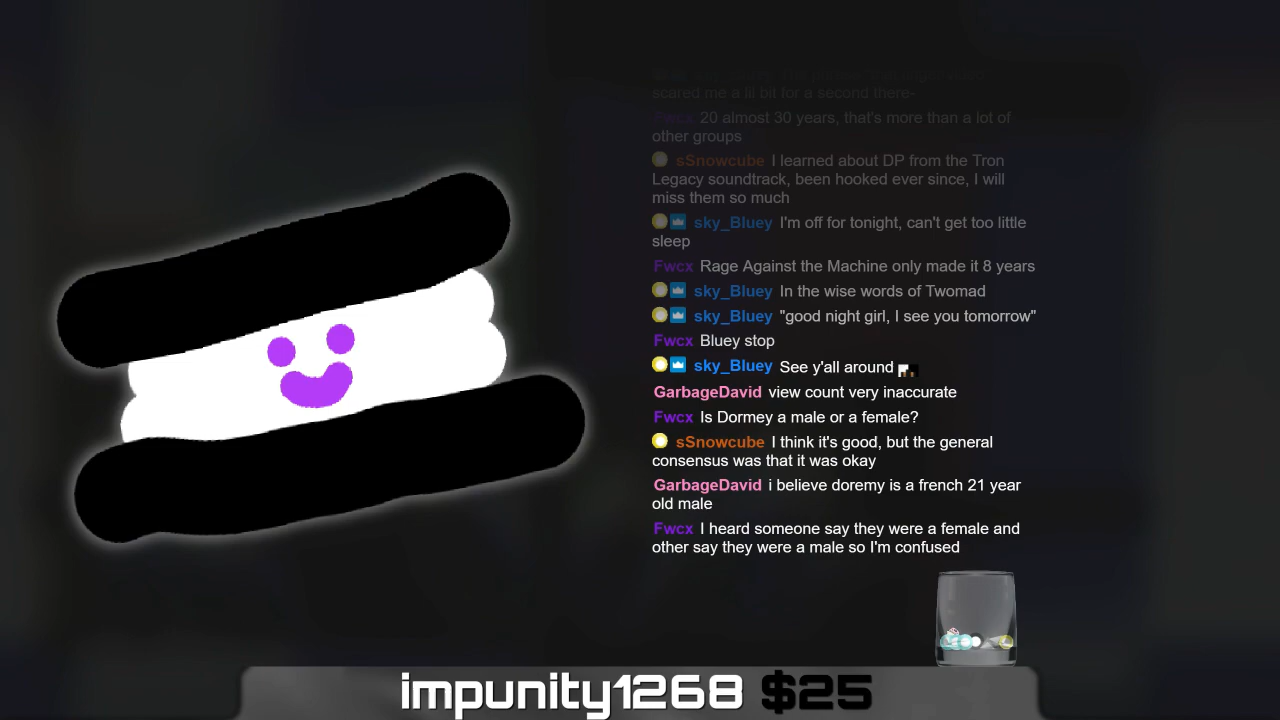 scared me a lil bit for a second there-
Fwcx 20 almost 30 years, that's more than a lot of
other groups
sSnowcube I learned about DP from the Tron
Legacy soundtrack, been hooked ever since, I will
miss them so much
sky_Bluey I'm off for tonight, can't get too little
sleep
Fwcx Rage Against the Machine only made it 8 years
sky_Bluey In the wise words of Twomad
sky_Bluey "good night girl, I see you tomorrow"
Fwcx Bluey stop
sky_Bluey See y'all around
GarbageDavid view count very inaccurate
Fwcx Is Dormey a male or a female?
sSnowcube I think it's good, but the general
consensus was that it was okay
GarbageDavid i believe doremy is a french 21 year
old male
Fwcx I heard someone say they were a female and
other say they were a male so I'm confused
impunity1268 $25